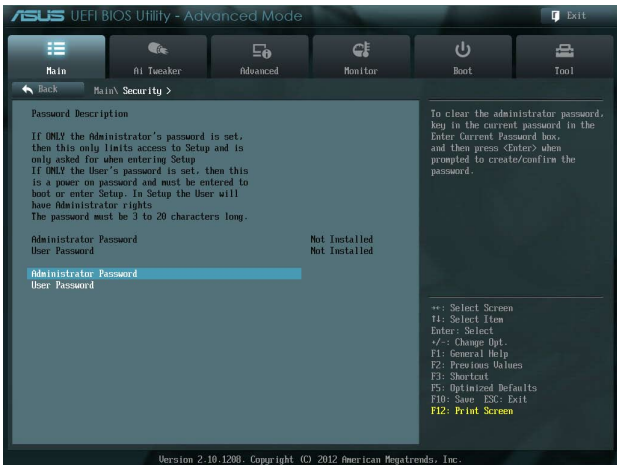 ASUS UEFI BIOS Utility - Advanced Mode
Exit
Main
Ai Tweaker
Advanced
Monitor
Boot
Tool
Back
Main\ Security >
Password Description
If ONLY the Administrator's password is set,
then this only limits access to Setup and is
only asked for when entering Setup
If ONLY the User's password is set, then this
is a power on password and must be entered to
boot or enter Setup. In Setup the User will
have Administrator rights
The password must be 3 to 20 characters long.
Administrator Password Not Installed
User Password Not Installed
Administrator Password
User Password
To clear the administrator password,
key in the current password in the
Enter Current Password box,
and then press <Enter> when
prompted to create/confirm the
password.
→←: Select Screen
↑↓: Select Item
Enter: Select
+/-: Change Opt.
F1: General Help
F2: Previous Values
F3: Shortcut
F5: Optimized Defaults
F10: Save ESC: Exit
F12: Print Screen
Version 2.10.1208. Copyright (C) 2012 American Megatrends, Inc.